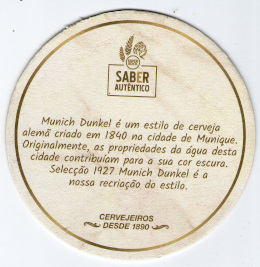 SABER
AUTÊNTICO
Munich Dunkel é um estilo de cerveja
alemã criado em 1840 na cidade de Munique.
Originalmente, as propriedades da água desta
cidade contribuíam para a sua cor escura.
Selecção 1927 Munich Dunkel é a
nossa recriação do estilo.
CERVEJEIROS
DESDE 1890